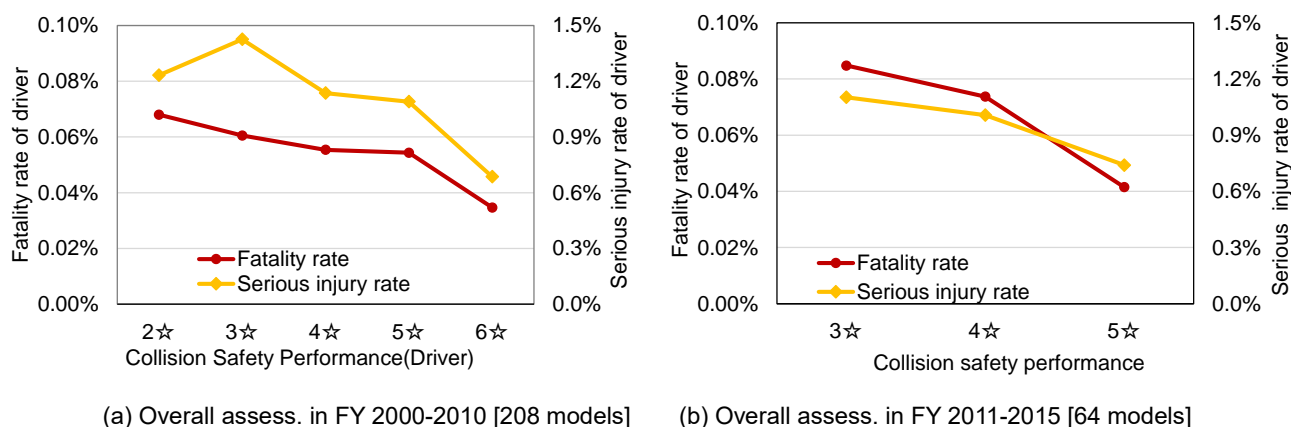 0.10%
0.08%
0.06%
0.04%
0.02%
0.00%
Fatality rate of driver
1.5%
1.2%
0.9%
0.6%
0.3%
0.0%
Serious injury rate of driver
Fatality rate
Serious injury rate
2☆ 3☆ 4☆ 5☆ 6☆
Collision Safety Performance(Driver)
(a) Overall assess. in FY 2000-2010 [208 models]
0.10%
0.08%
0.06%
0.04%
0.02%
0.00%
Fatality rate of driver
1.5%
1.2%
0.9%
0.6%
0.3%
0.0%
Serious injury rate of driver
Fatality rate
Serious injury rate
3☆ 4☆ 5☆
Collision safety performance
(b) Overall assess. in FY 2011-2015 [64 models]